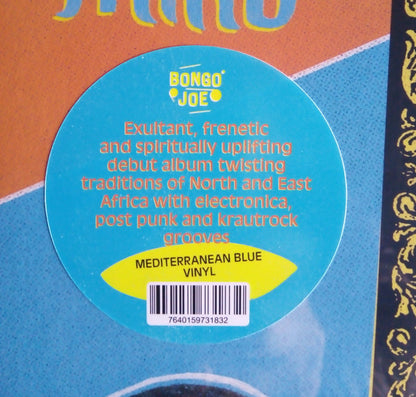 BONGO
JOE
Exultant, frenetic
and spiritually uplifting
debut album twisting
traditions of North and East
Africa with electronica,
post punk and krautrock
grooves
MEDITERRANEAN BLUE
VINYL
7640159731832